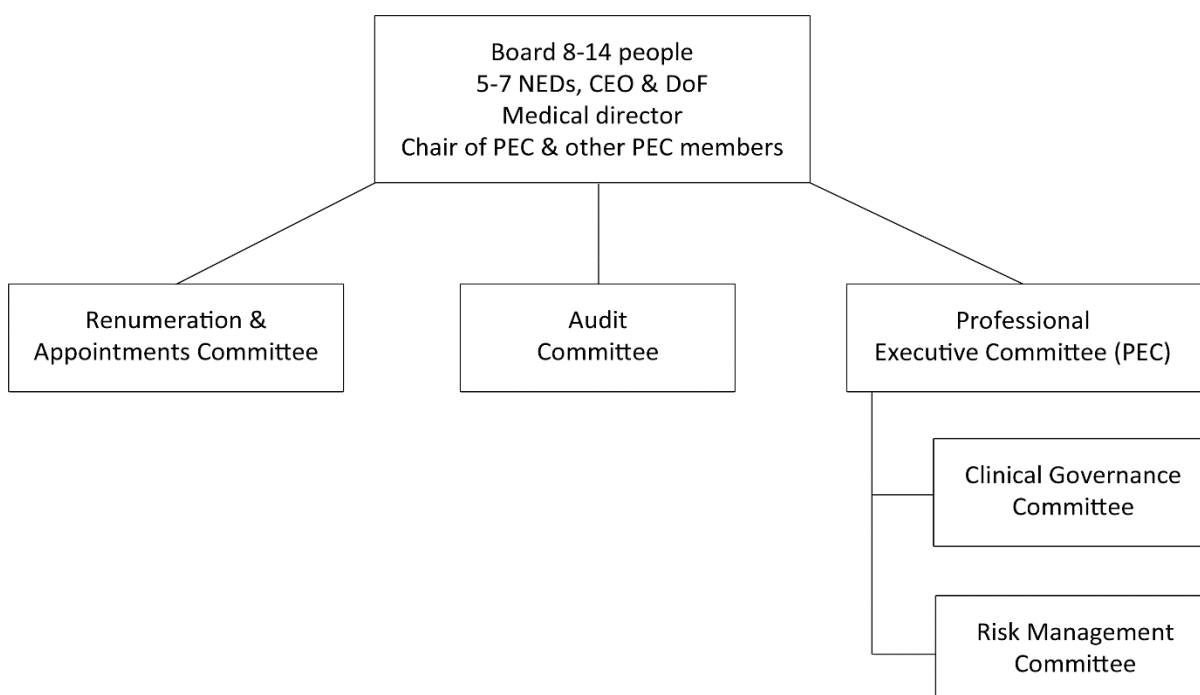 Board 8-14 people
5-7 NEDs, CEO & DoF
Medical director
Chair of PEC & other PEC members
Renumeration &
Appointments Committee
Audit
Committee
Professional
Executive Committee (PEC)
Clinical Governance
Committee
Risk Management
Committee